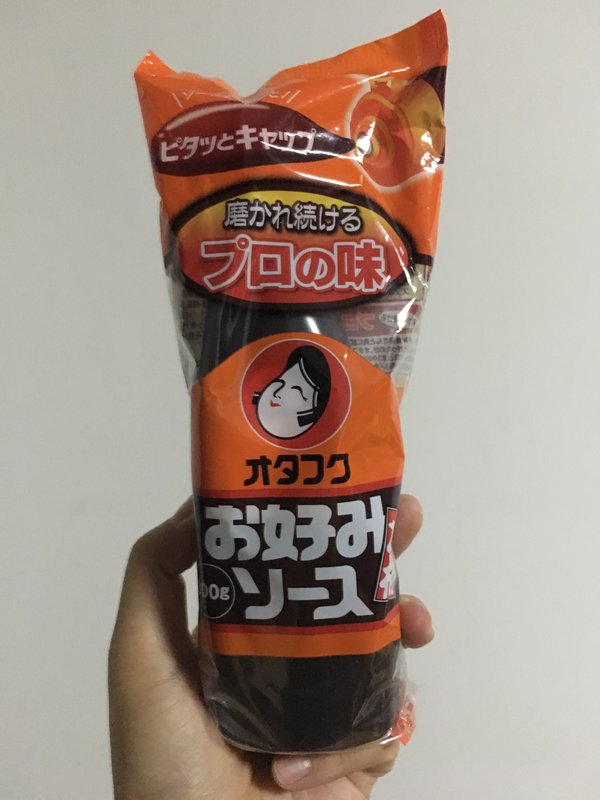 ピタッとキャップ
磨かれ続ける
プロの味
オタフク
お好み
ソース
00g